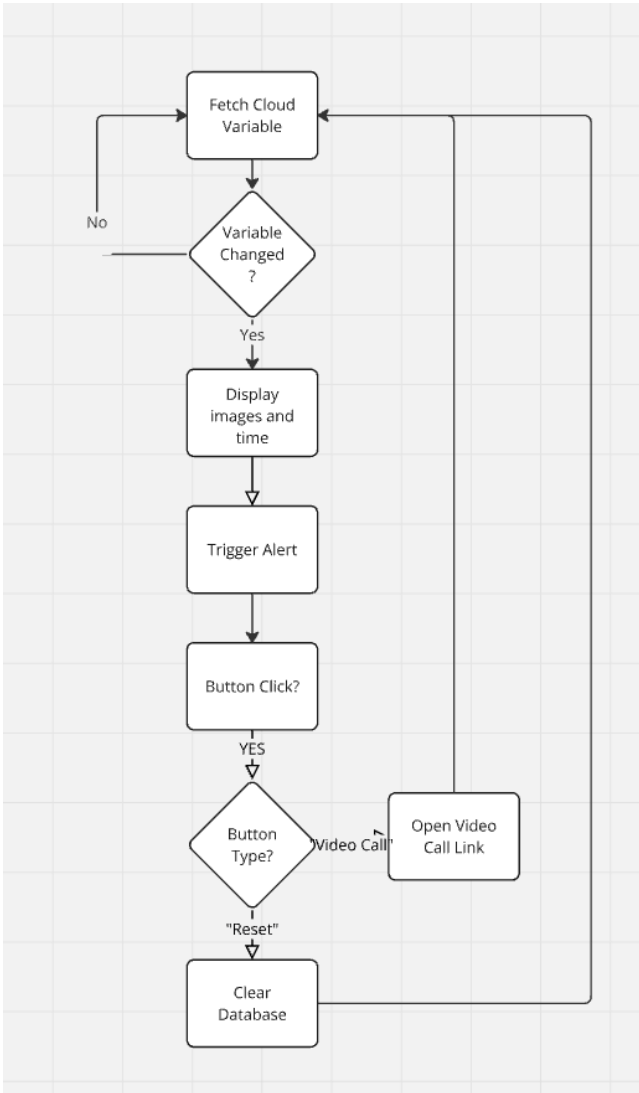 Fetch Cloud
Variable
No
Variable
Changed
?
Yes
Display
images and
time
Trigger Alert
Button Click?
YES
Button
Type?
"Video Call"
Open Video
Call Link
"Reset"
Clear
Database